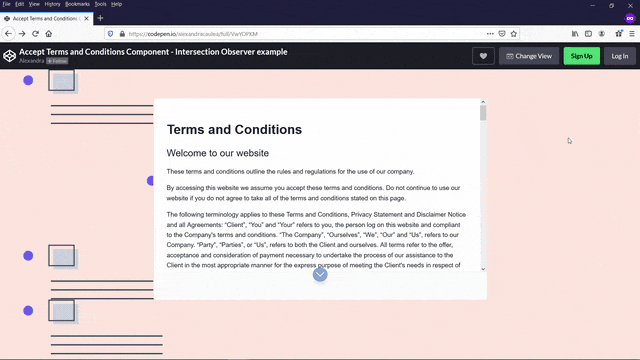 File Edit View History Bookmarks Tools Help
Accept Terms and Conditions C
https://codepen.io/alexandracaulea/full/VwYOPKM
Accept Terms and Conditions Component - Intersection Observer example
Alexandra + Follow
Change View
Sign Up
Log In
Terms and Conditions
Welcome to our website
These terms and conditions outline the rules and regulations for the use of our company.
By accessing this website we assume you accept these terms and conditions. Do not continue to use our
website if you do not agree to take all of the terms and conditions stated on this page.
The following terminology applies to these Terms and Conditions, Privacy Statement and Disclaimer Notice
and all Agreements: “Client”, “You” and “Your” refers to you, the person log on this website and compliant
to the Company's terms and conditions. “The Company”, “Ourselves”, “We”, “Our” and “Us”, refers to our
Company. “Party”, “Parties”, or “Us”, refers to both the Client and ourselves. All terms refer to the offer,
acceptance and consideration of payment necessary to undertake the process of our assistance to the
Client in the most appropriate manner for the express purpose of meeting the Client's needs in respect of